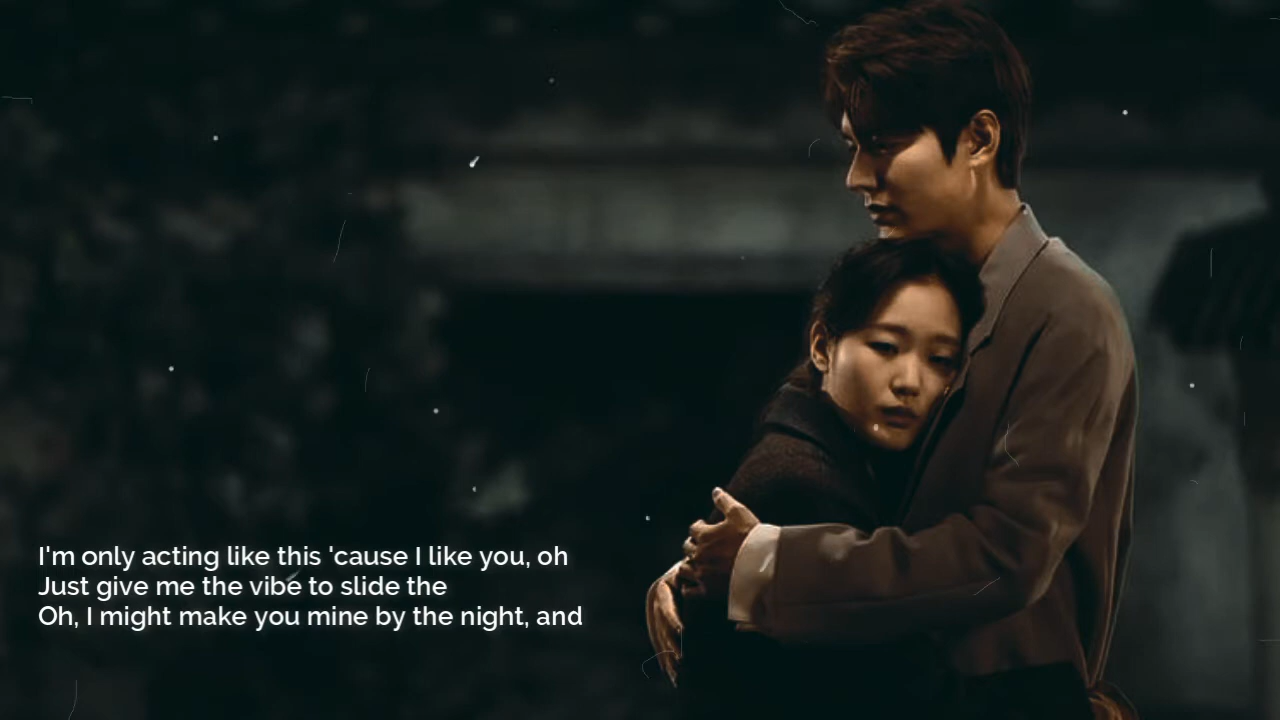 I'm only acting like this 'cause I like you, oh
Just give me the vibe to slide the
Oh, I might make you mine by the night, and